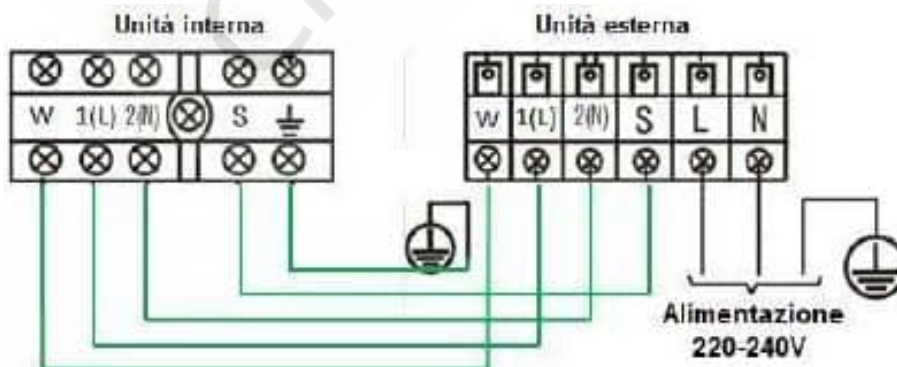 Unità interna
Unità esterna
W 1(L) 2(N) S
W 1(L) 2(N) S L N
Alimentazione
220-240V